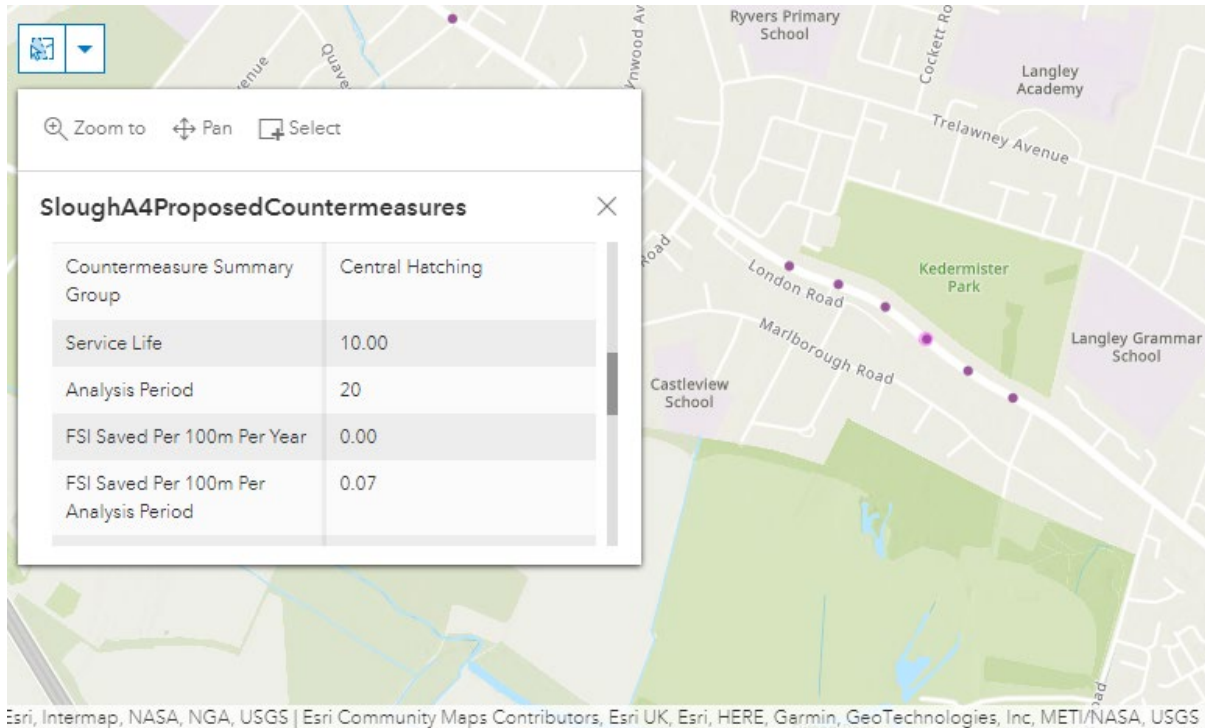 Ryvers Primary
School
Langley
Academy
Trelawney Avenue
Zoom to
Pan
Select
SloughA4ProposedCountermeasures
Countermeasure Summary
Group
Central Hatching
Service Life
10.00
Analysis Period
20
FSI Saved Per 100m Per Year
0.00
FSI Saved Per 100m Per
Analysis Period
0.07
London Road
Marlborough Road
Kedermister
Park
Langley Grammar
School
Castleview
School
Esri, Intermap, NASA, NGA, USGS | Esri Community Maps Contributors, Esri UK, Esri, HERE, Garmin, GeoTechnologies, Inc, METI/NASA, USGS